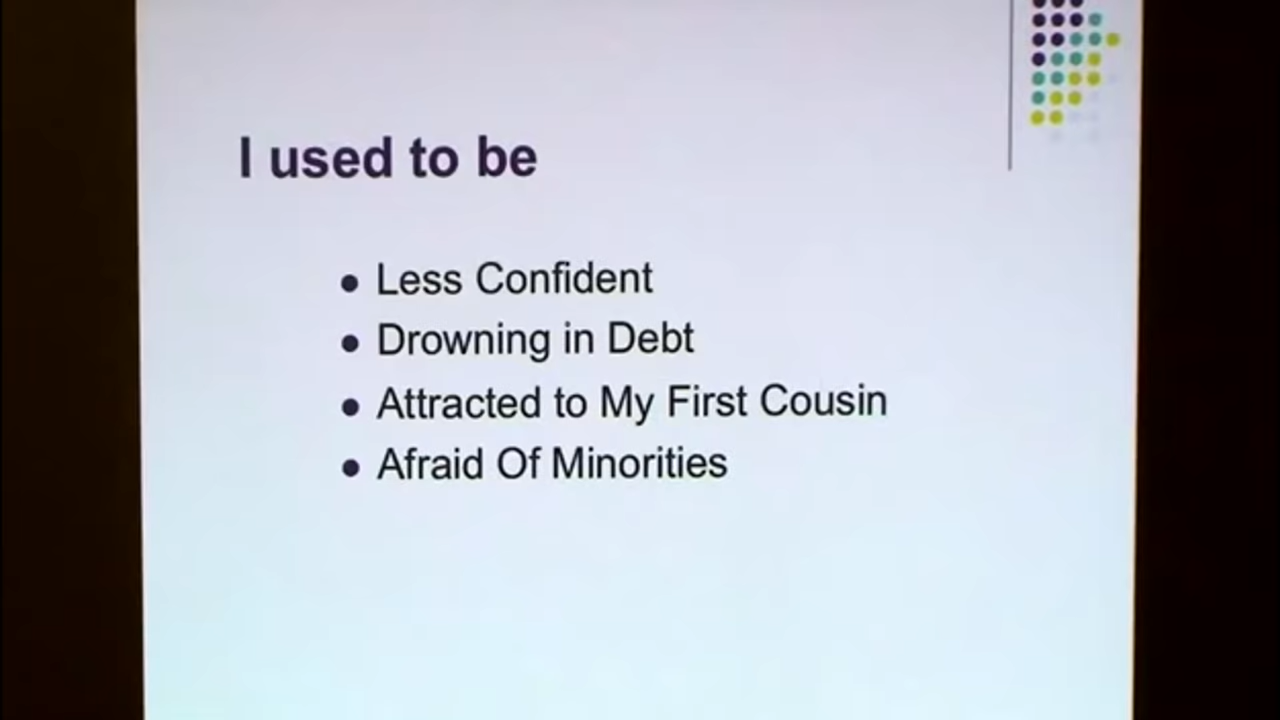 I used to be
Less Confident
Drowning in Debt
Attracted to My First Cousin
Afraid Of Minorities